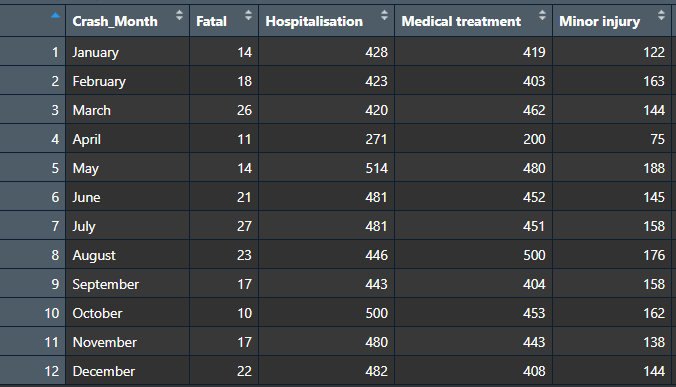 Crash_Month Fatal Hospitalisation Medical treatment Minor injury
1 January 14 428 419 122
2 February 18 423 403 163
3 March 26 420 462 144
4 April 11 271 200 75
5 May 14 514 480 188
6 June 21 481 452 145
7 July 27 481 451 158
8 August 23 446 500 176
9 September 17 443 404 158
10 October 10 500 453 162
11 November 17 480 443 138
12 December 22 482 408 144